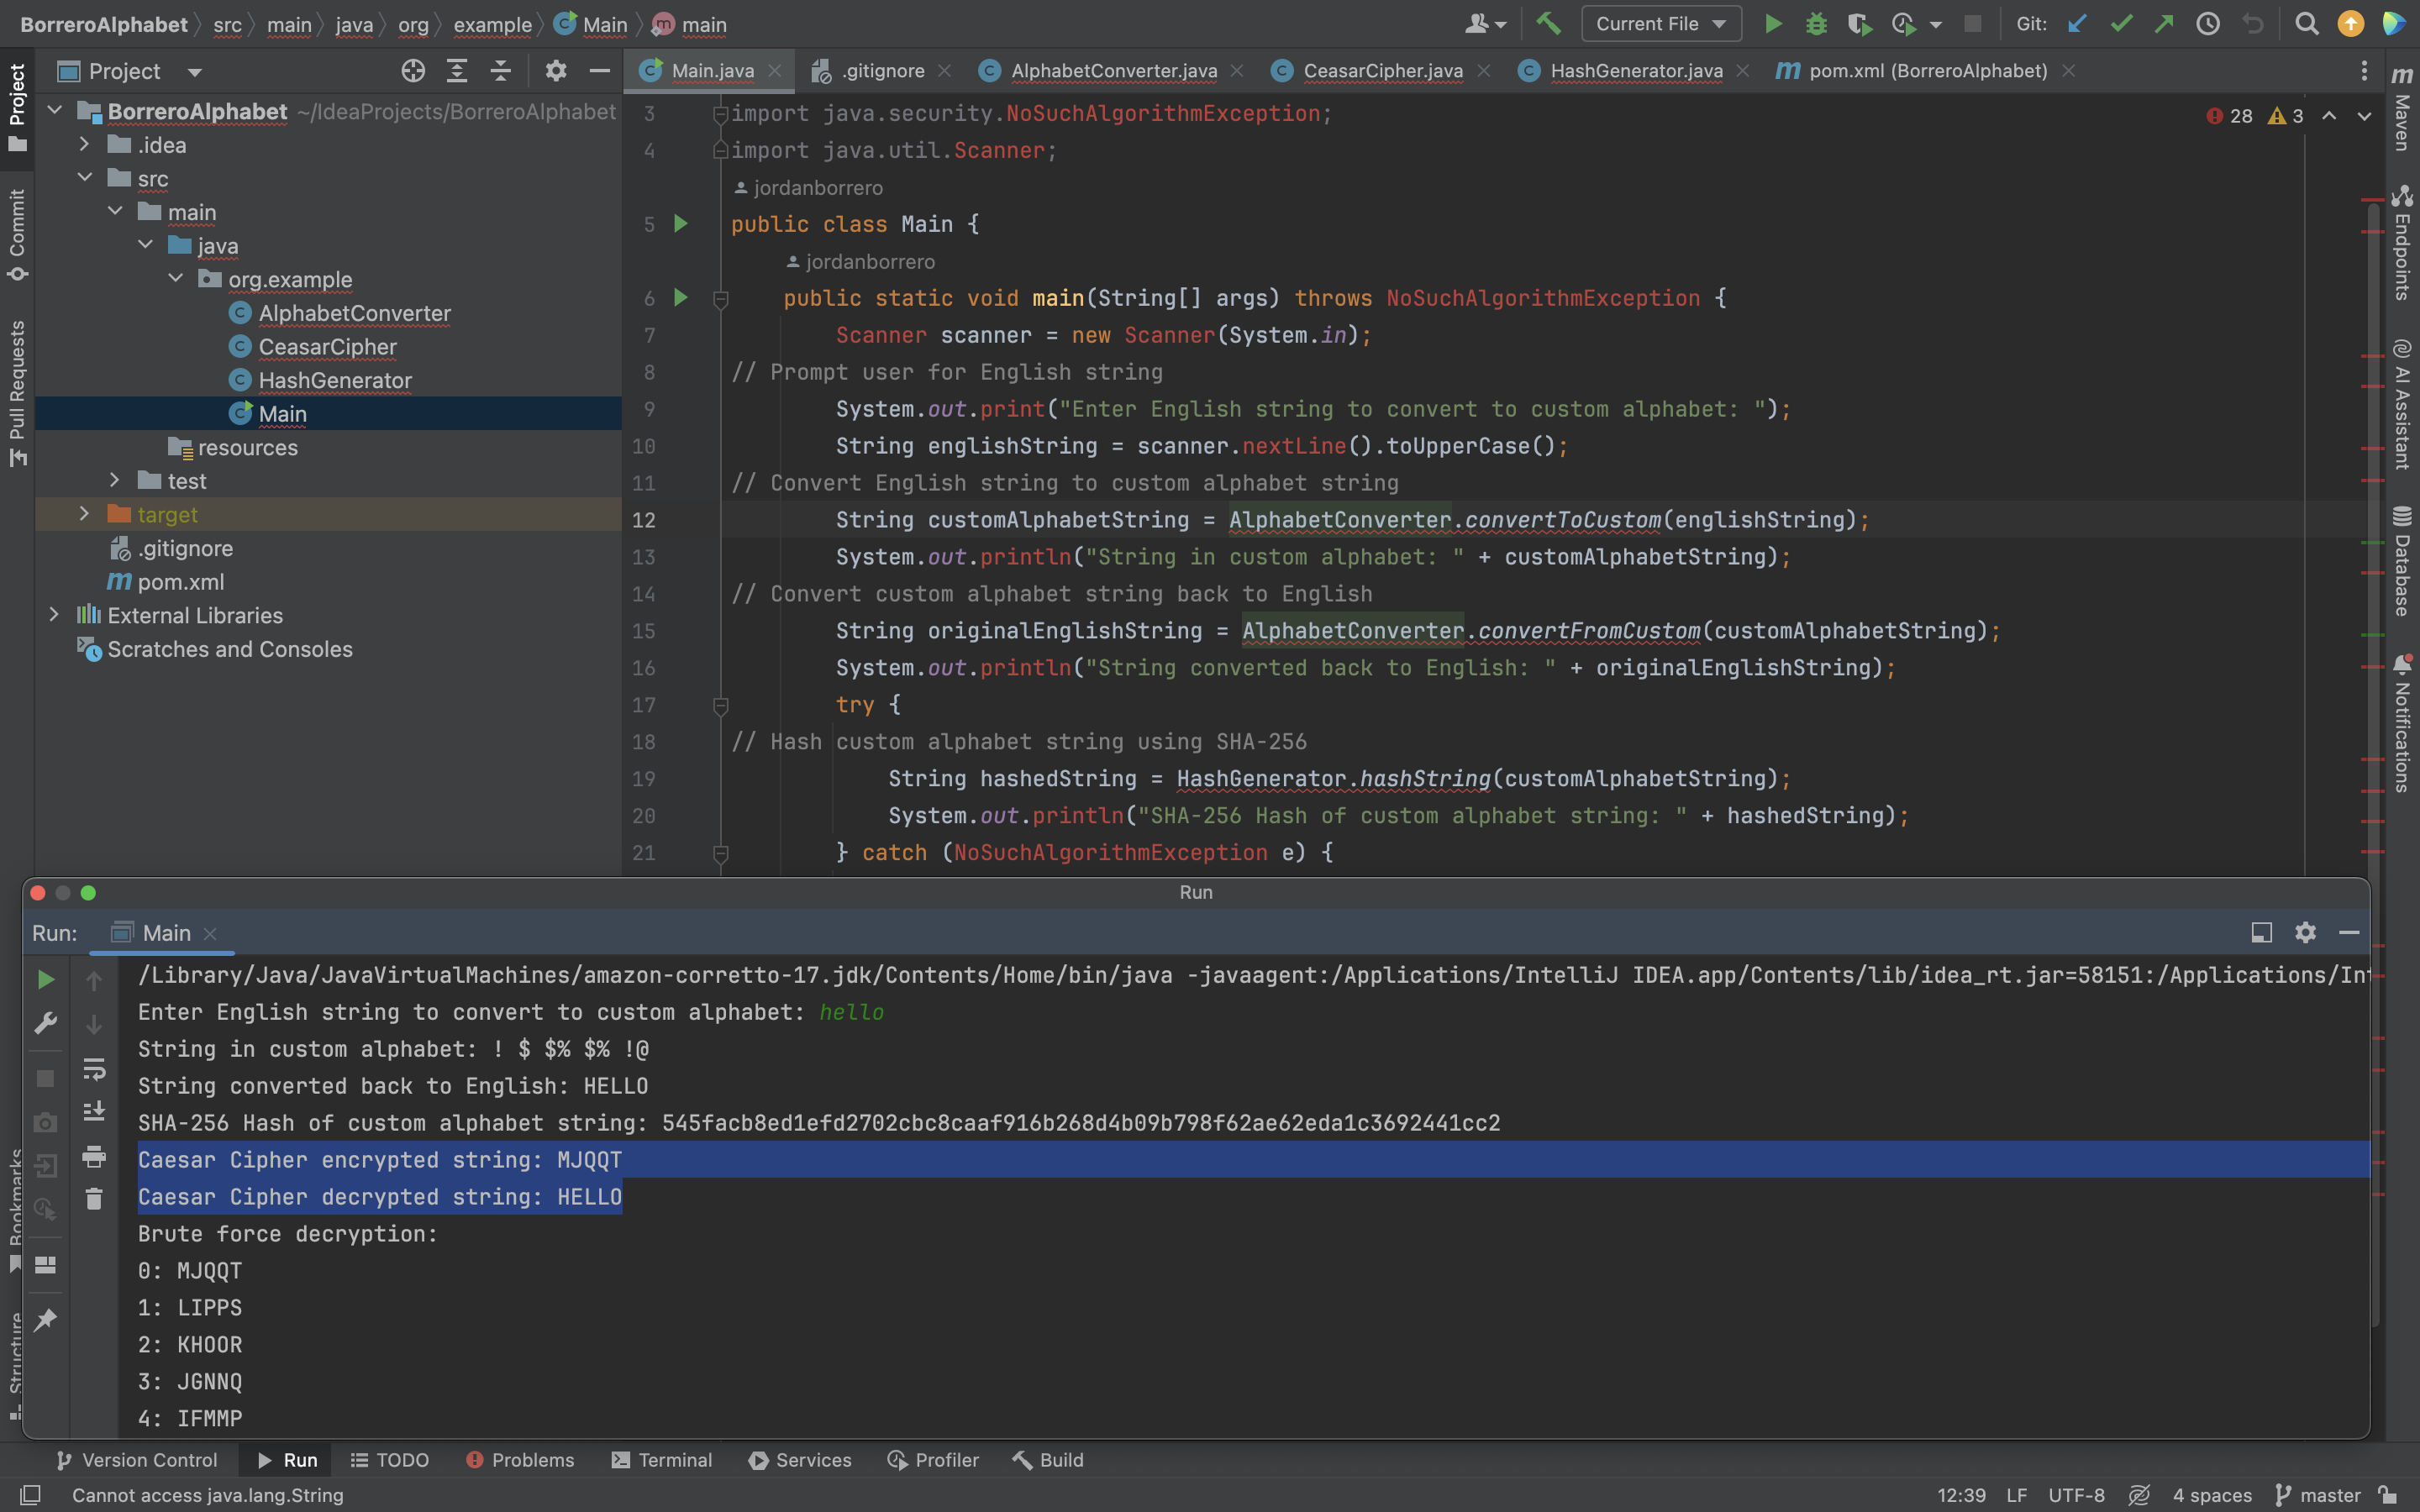 BorreroAlphabet src main java org example Main main
Current File
Git:
Project
BorreroAlphabet ~/IdeaProjects/BorreroAlphabet
.idea
src
main
java
org.example
AlphabetConverter
CeasarCipher
HashGenerator
Main
resources
test
target
.gitignore
pom.xml
External Libraries
Scratches and Consoles
Project
Commit
Pull Requests
Bookmarks
Structure
Main.java .gitignore AlphabetConverter.java CeasarCipher.java HashGenerator.java pom.xml (BorreroAlphabet)
28 3
3 import java.security.NoSuchAlgorithmException;
4 import java.util.Scanner;
jordanborrero
5 public class Main {
jordanborrero
6 public static void main(String[] args) throws NoSuchAlgorithmException {
7 Scanner scanner = new Scanner(System.in);
8 // Prompt user for English string
9 System.out.print("Enter English string to convert to custom alphabet: ");
10 String englishString = scanner.nextLine().toUpperCase();
11 // Convert English string to custom alphabet string
12 String customAlphabetString = AlphabetConverter.convertToCustom(englishString);
13 System.out.println("String in custom alphabet: " + customAlphabetString);
14 // Convert custom alphabet string back to English
15 String originalEnglishString = AlphabetConverter.convertFromCustom(customAlphabetString);
16 System.out.println("String converted back to English: " + originalEnglishString);
17 try {
18 // Hash custom alphabet string using SHA-256
19 String hashedString = HashGenerator.hashString(customAlphabetString);
20 System.out.println("SHA-256 Hash of custom alphabet string: " + hashedString);
21 } catch (NoSuchAlgorithmException e) {
Maven
Endpoints
AI Assistant
Database
Notifications
Run
Run: Main
/Library/Java/JavaVirtualMachines/amazon-corretto-17.jdk/Contents/Home/bin/java -javaagent:/Applications/IntelliJ IDEA.app/Contents/lib/idea_rt.jar=58151:/Applications/Int
Enter English string to convert to custom alphabet: hello
String in custom alphabet: ! $ $% $% !@
String converted back to English: HELLO
SHA-256 Hash of custom alphabet string: 545facb8ed1efd2702cbc8caaf916b268d4b09b798f62ae62eda1c3692441cc2
Caesar Cipher encrypted string: MJQQT
Caesar Cipher decrypted string: HELLO
Brute force decryption:
0: MJQQT
1: LIPPS
2: KHOOR
3: JGNNQ
4: IFMMP
Version Control Run TODO Problems Terminal Services Profiler Build
Cannot access java.lang.String
12:39 LF UTF-8 4 spaces master